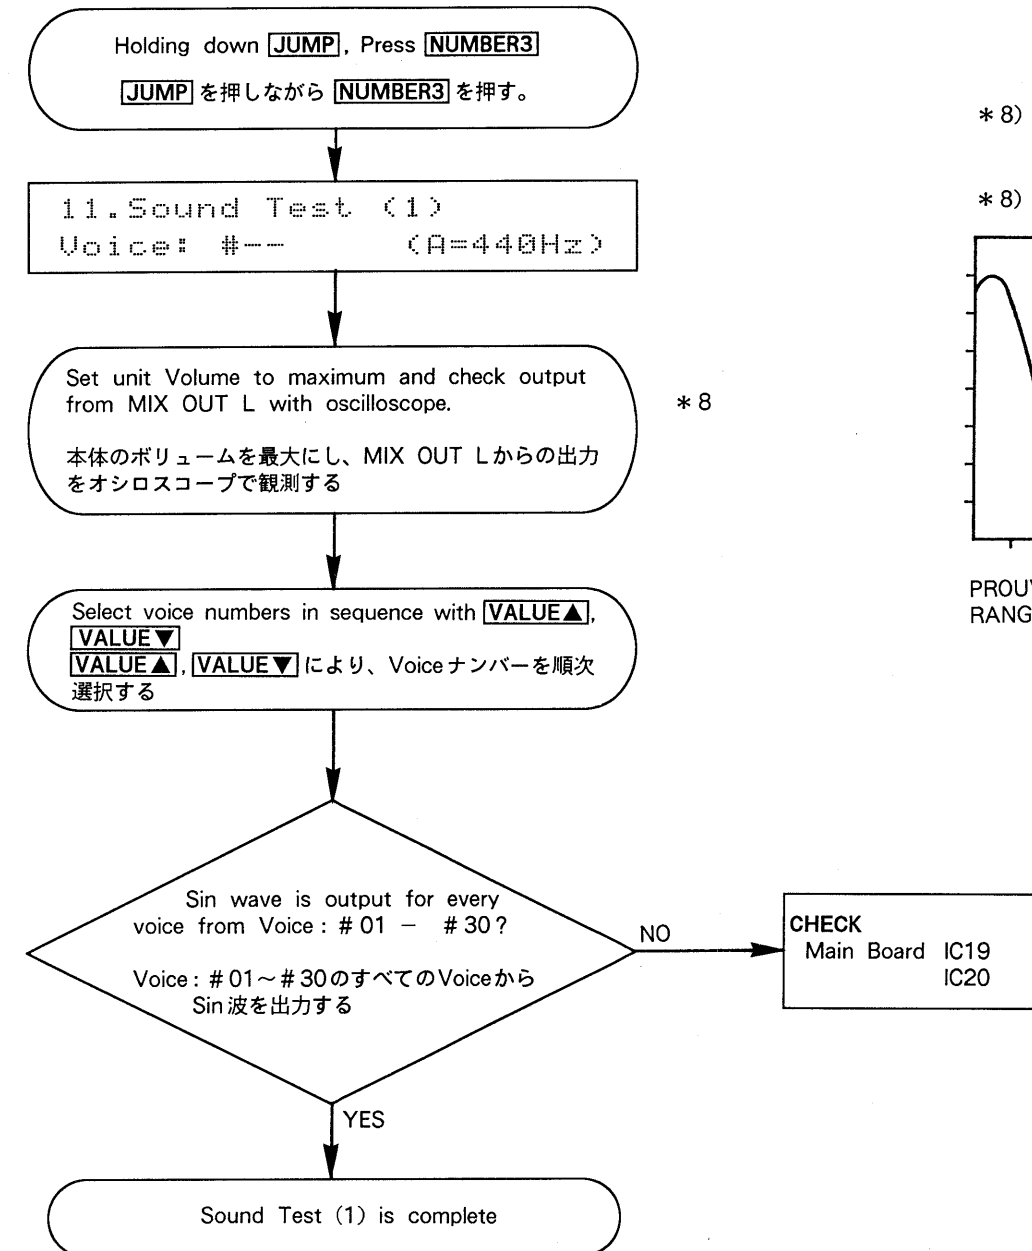 Holding down JUMP, Press NUMBER3
JUMP を押しながら NUMBER3 を押す。
11.Sound Test (1)
Voice: #-- (A=440Hz)
Set unit Volume to maximum and check output
from MIX OUT L with oscilloscope.
本体のボリュームを最大にし、MIX OUT Lからの出力
をオシロスコープで観測する
*8
Select voice numbers in sequence with VALUE▲,
VALUE▼
VALUE▲, VALUE▼ により、Voiceナンバーを順次
選択する
Sin wave is output for every
voice from Voice : #01 － #30?
Voice : #01～#30のすべてのVoiceから
Sin波を出力する
NO
CHECK
Main Board IC19
IC20
YES
Sound Test (1) is complete
*8)
*8)